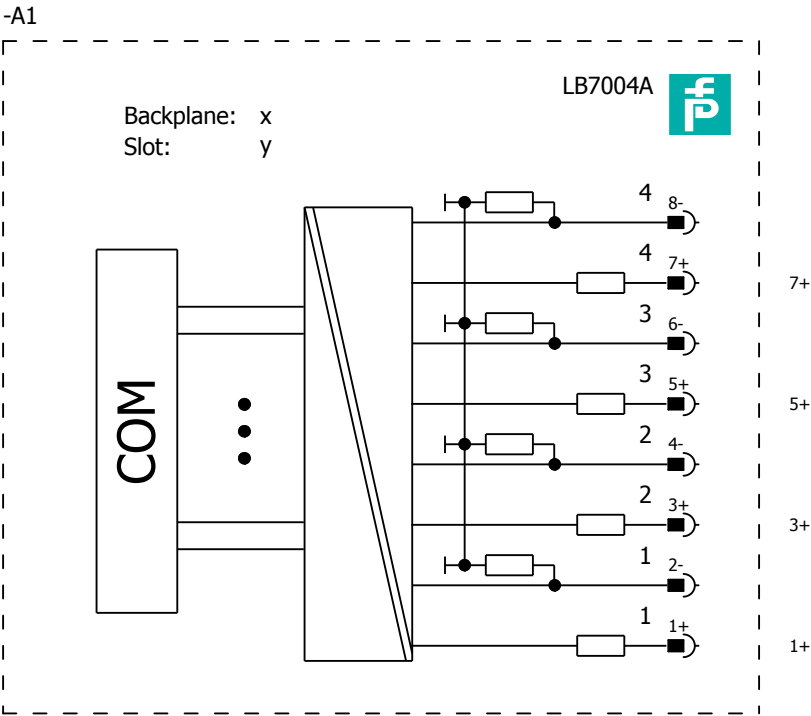 -A1
LB7004A
Backplane: x
Slot: y
4 8-
4 7+ 7+
3 6-
3 5+ 5+
COM
2 4-
2 3+ 3+
1 2-
1 1+ 1+